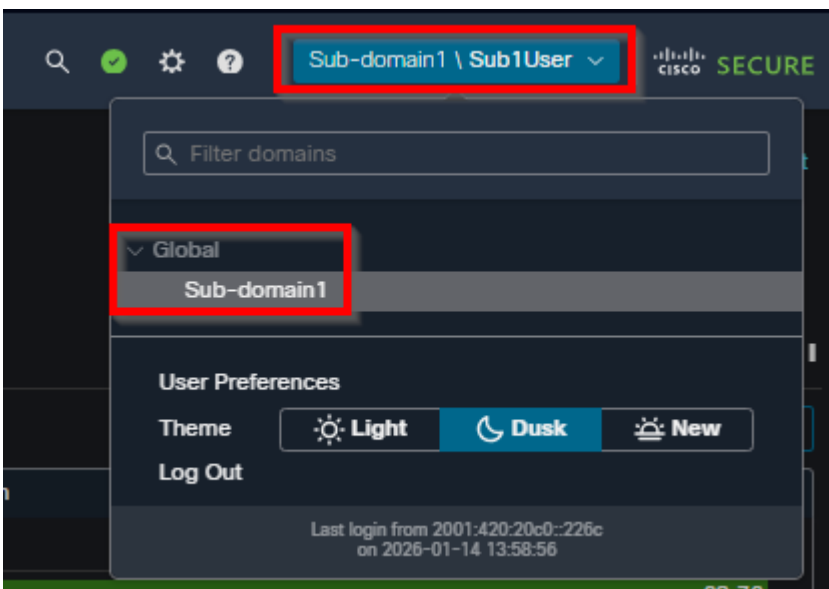 Sub-domain1 \ Sub1User
cisco SECURE
Filter domains
Global
Sub-domain1
User Preferences
Theme Light Dusk New
Log Out
Last login from 2001:420:20c0::226c
on 2026-01-14 13:58:56